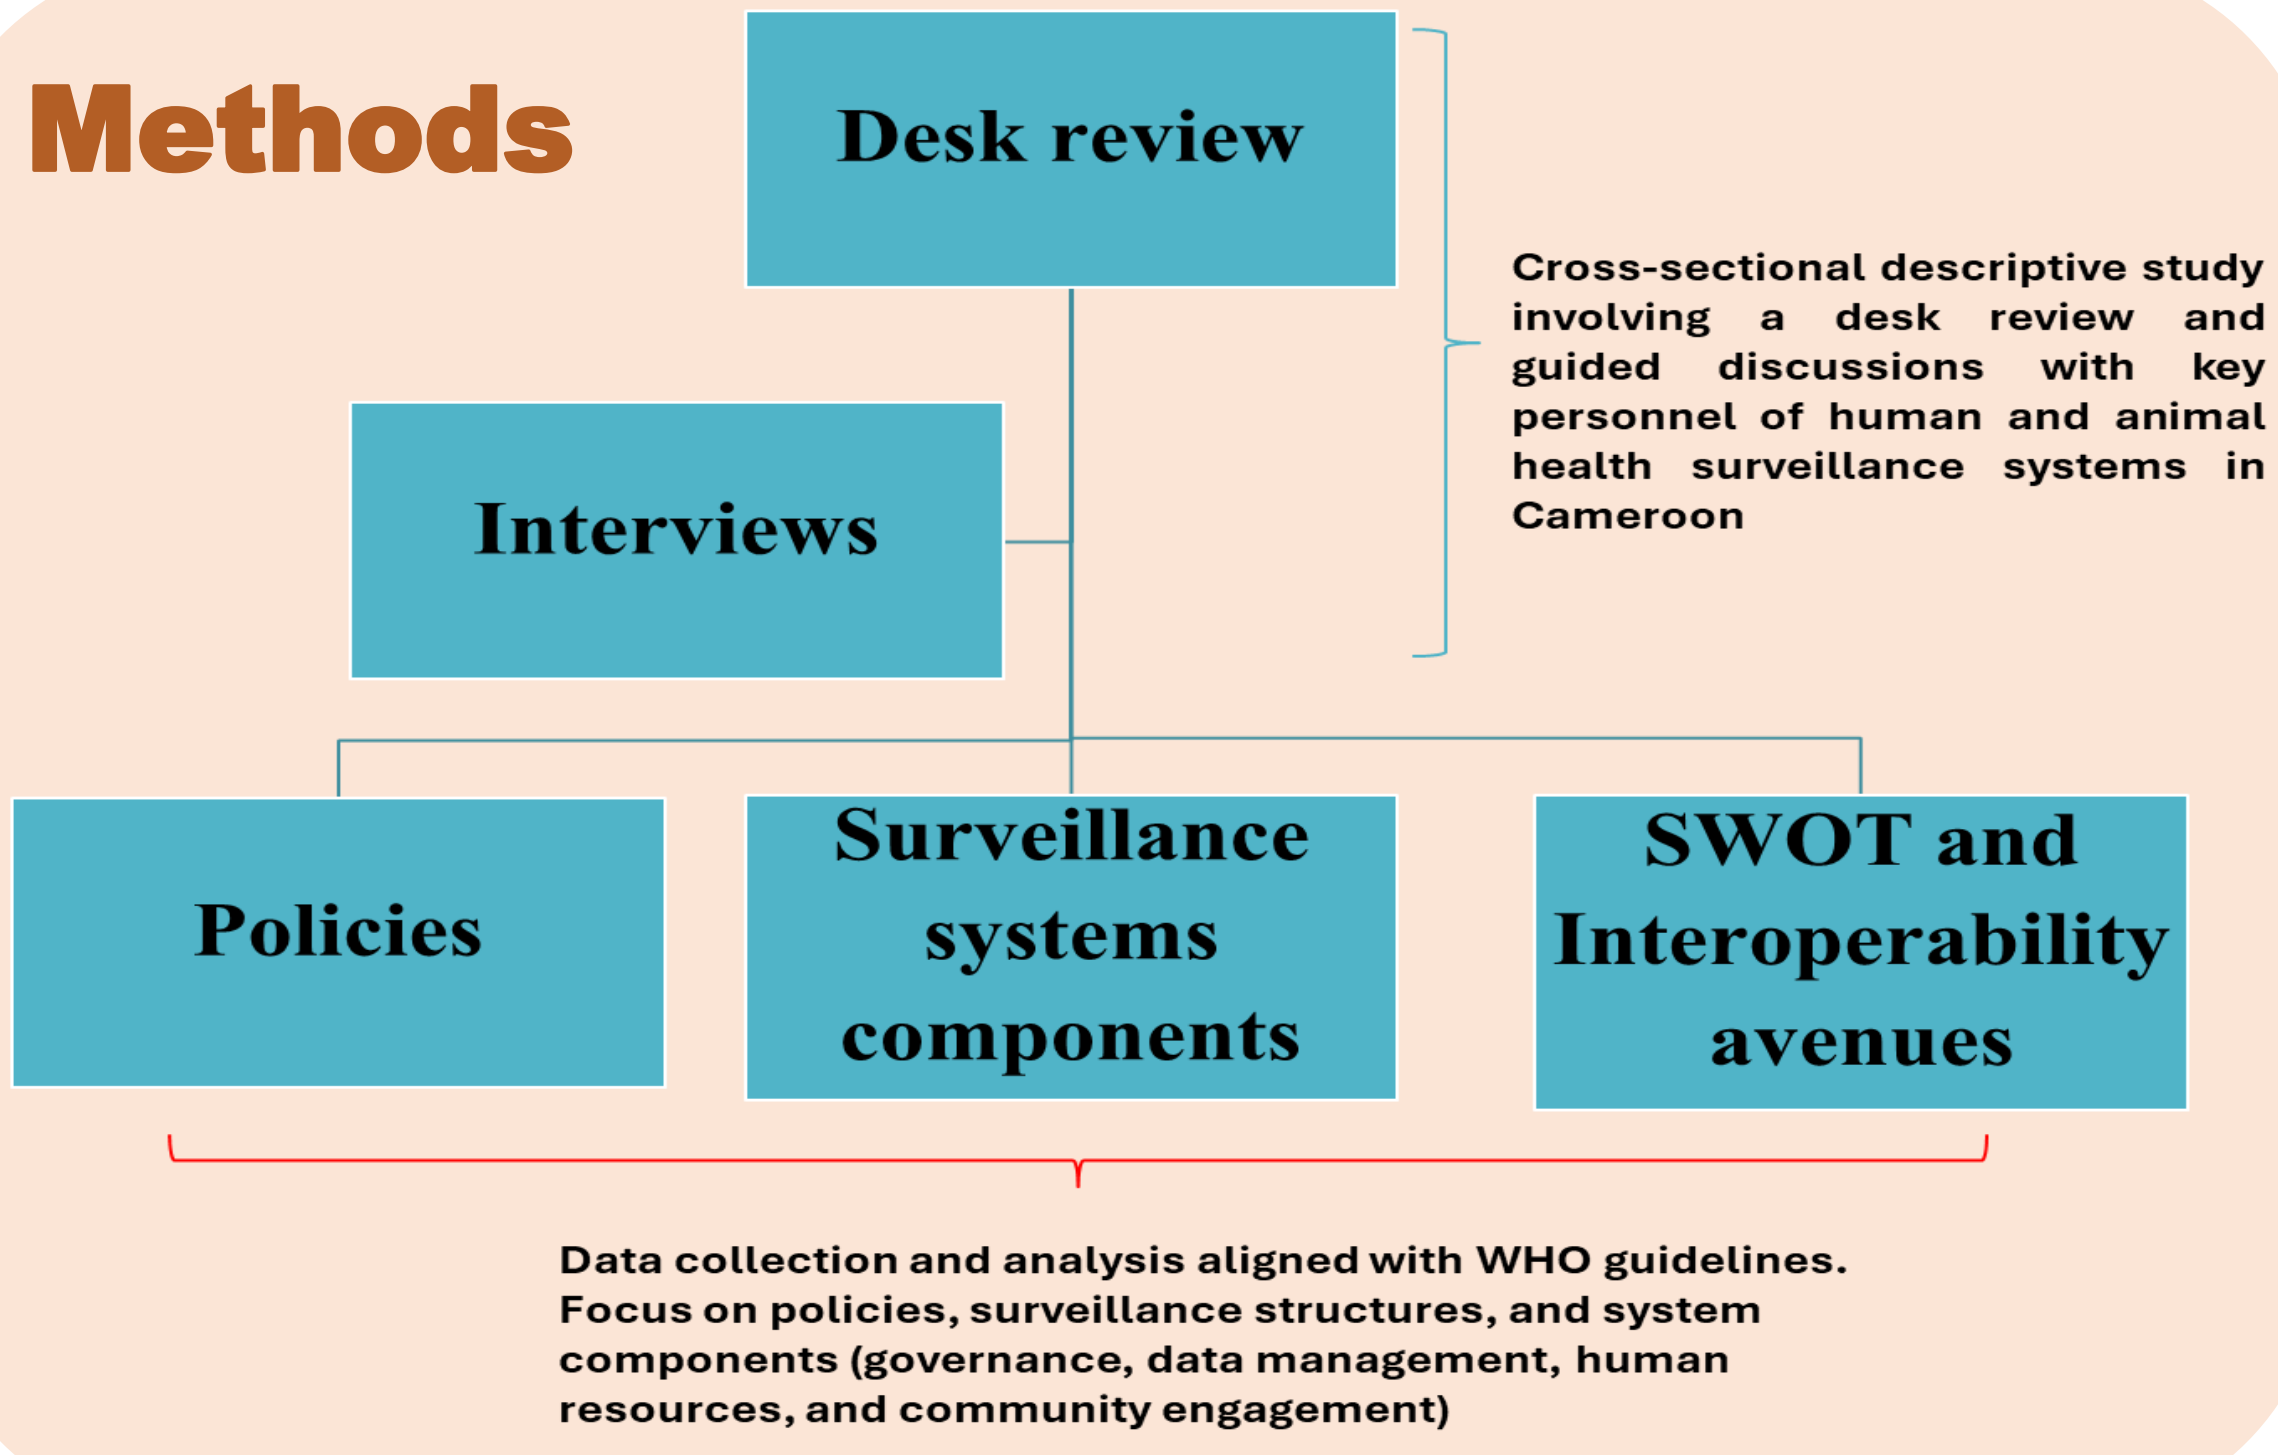 Methods
Desk review
Cross-sectional descriptive study
involving a desk review and
guided discussions with key
personnel of human and animal
health surveillance systems in
Cameroon
Interviews
Policies
Surveillance
systems
components
SWOT and
Interoperability
avenues
Data collection and analysis aligned with WHO guidelines.
Focus on policies, surveillance structures, and system
components (governance, data management, human
resources, and community engagement)